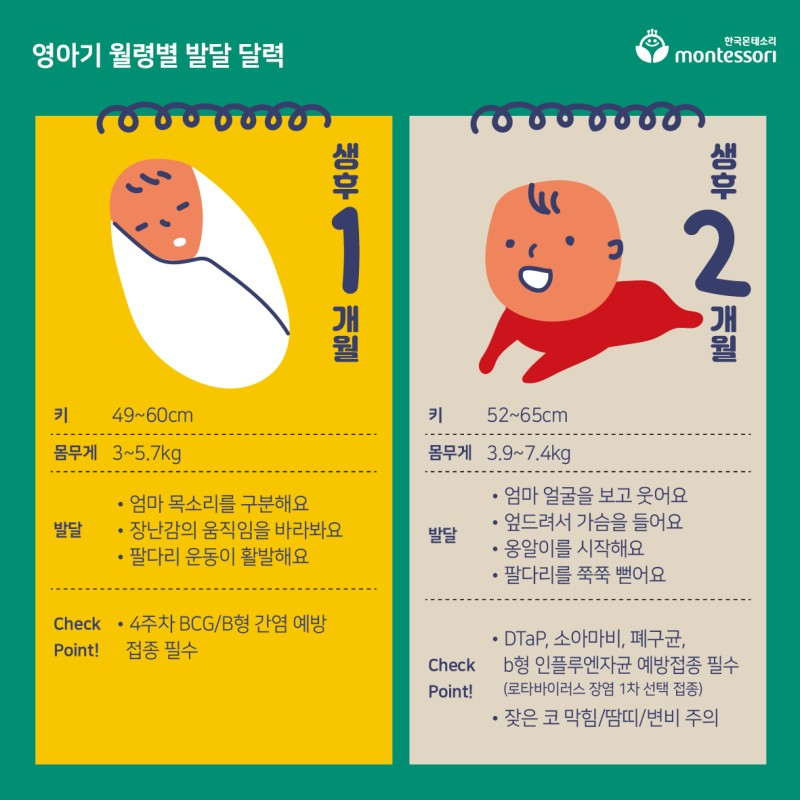 영아기 월령별 발달 달력
한국몬테소리
montessori
생후
1
개월
키 49~60cm
몸무게 3~5.7kg
발달
• 엄마 목소리를 구분해요
• 장난감의 움직임을 바라봐요
• 팔다리 운동이 활발해요
Check
Point!
• 4주차 BCG/B형 간염 예방
접종 필수
생후
2
개월
키 52~65cm
몸무게 3.9~7.4kg
발달
• 엄마 얼굴을 보고 웃어요
• 엎드려서 가슴을 들어요
• 옹알이를 시작해요
• 팔다리를 쭉쭉 뻗어요
Check
Point!
• DTaP, 소아마비, 폐구균,
b형 인플루엔자균 예방접종 필수
(로타바이러스 장염 1차 선택 접종)
• 잦은 코 막힘/땀띠/변비 주의